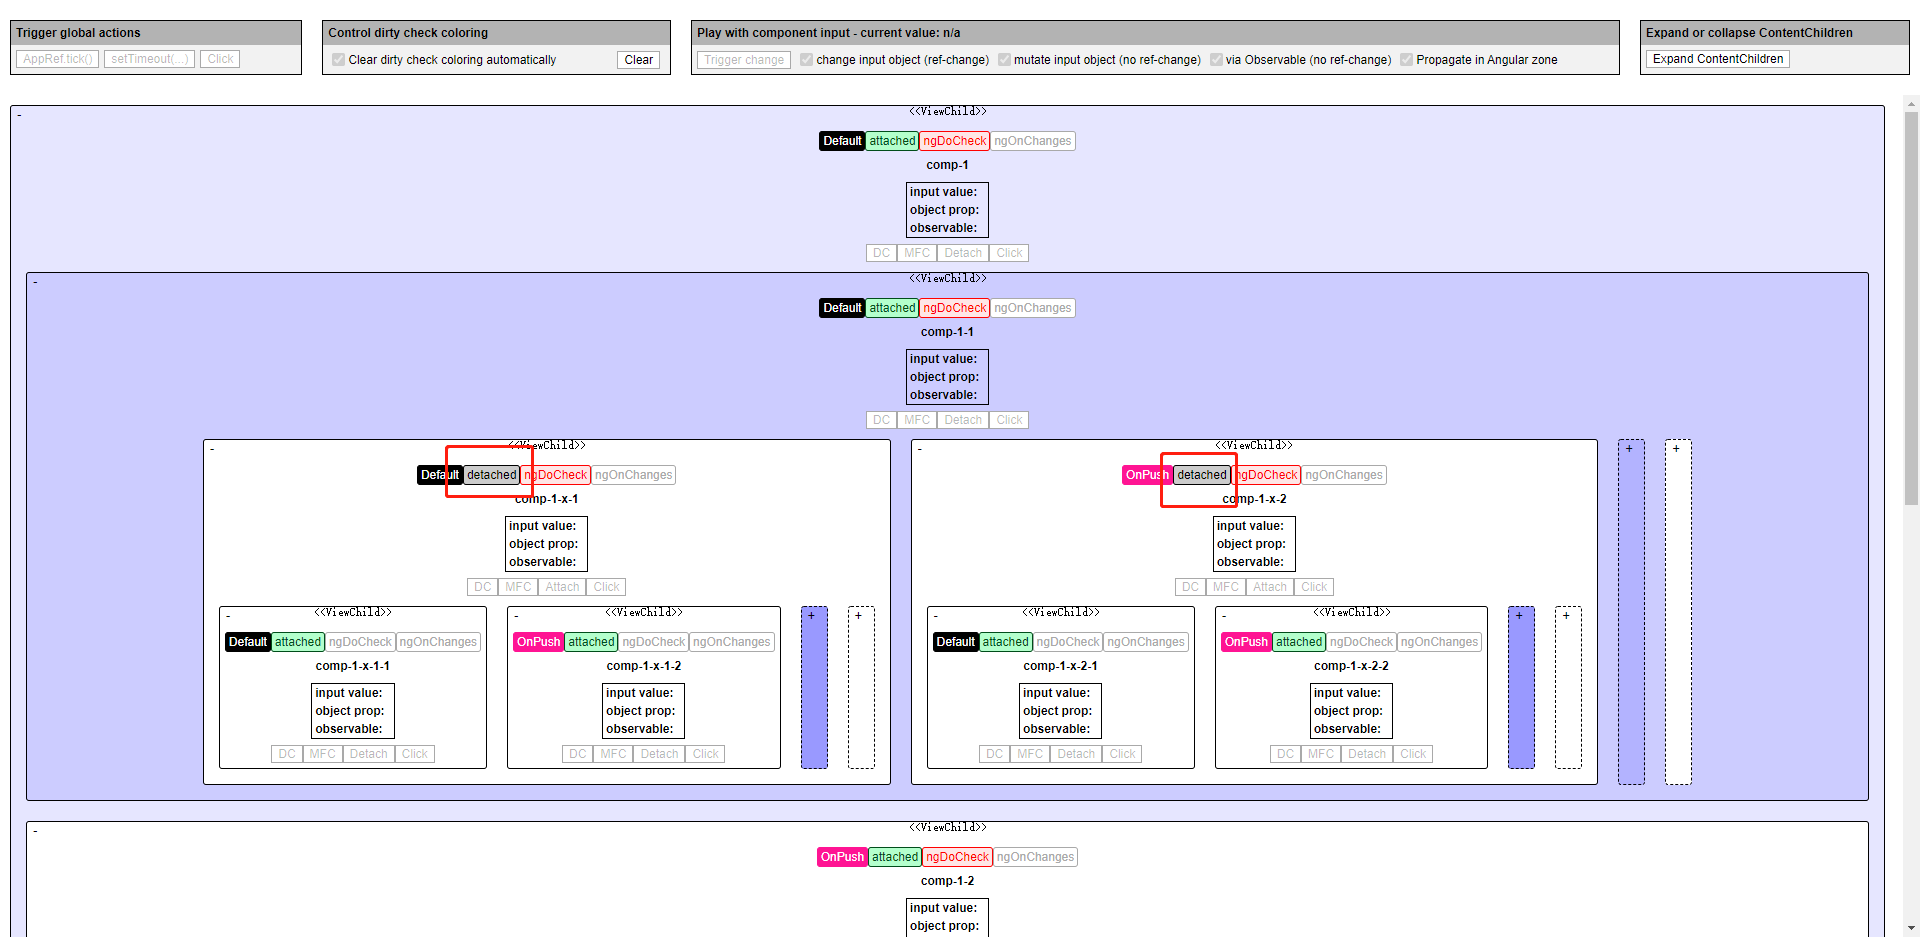 Trigger global actions
AppRef.tick() setTimeout(...) Click
Control dirty check coloring
Clear dirty check coloring automatically Clear
Play with component input - current value: n/a
Trigger change change input object (ref-change) mutate input object (no ref-change) via Observable (no ref-change) Propagate in Angular zone
Expand or collapse ContentChildren
Expand ContentChildren
- <<ViewChild>>
Default attached ngDoCheck ngOnChanges
comp-1
input value:
object prop:
observable:
DC MFC Detach Click
- <<ViewChild>>
Default attached ngDoCheck ngOnChanges
comp-1-1
input value:
object prop:
observable:
DC MFC Detach Click
- <<ViewChild>>
Default detached ngDoCheck ngOnChanges
comp-1-x-1
input value:
object prop:
observable:
DC MFC Attach Click
- <<ViewChild>>
Default attached ngDoCheck ngOnChanges
comp-1-x-1-1
input value:
object prop:
observable:
DC MFC Detach Click
- <<ViewChild>>
OnPush attached ngDoCheck ngOnChanges
comp-1-x-1-2
input value:
object prop:
observable:
DC MFC Detach Click
+ +
- <<ViewChild>>
OnPush detached ngDoCheck ngOnChanges
comp-1-x-2
input value:
object prop:
observable:
DC MFC Attach Click
- <<ViewChild>>
Default attached ngDoCheck ngOnChanges
comp-1-x-2-1
input value:
object prop:
observable:
DC MFC Detach Click
- <<ViewChild>>
OnPush attached ngDoCheck ngOnChanges
comp-1-x-2-2
input value:
object prop:
observable:
DC MFC Detach Click
+ +
+ +
- <<ViewChild>>
OnPush attached ngDoCheck ngOnChanges
comp-1-2
input value:
object prop: